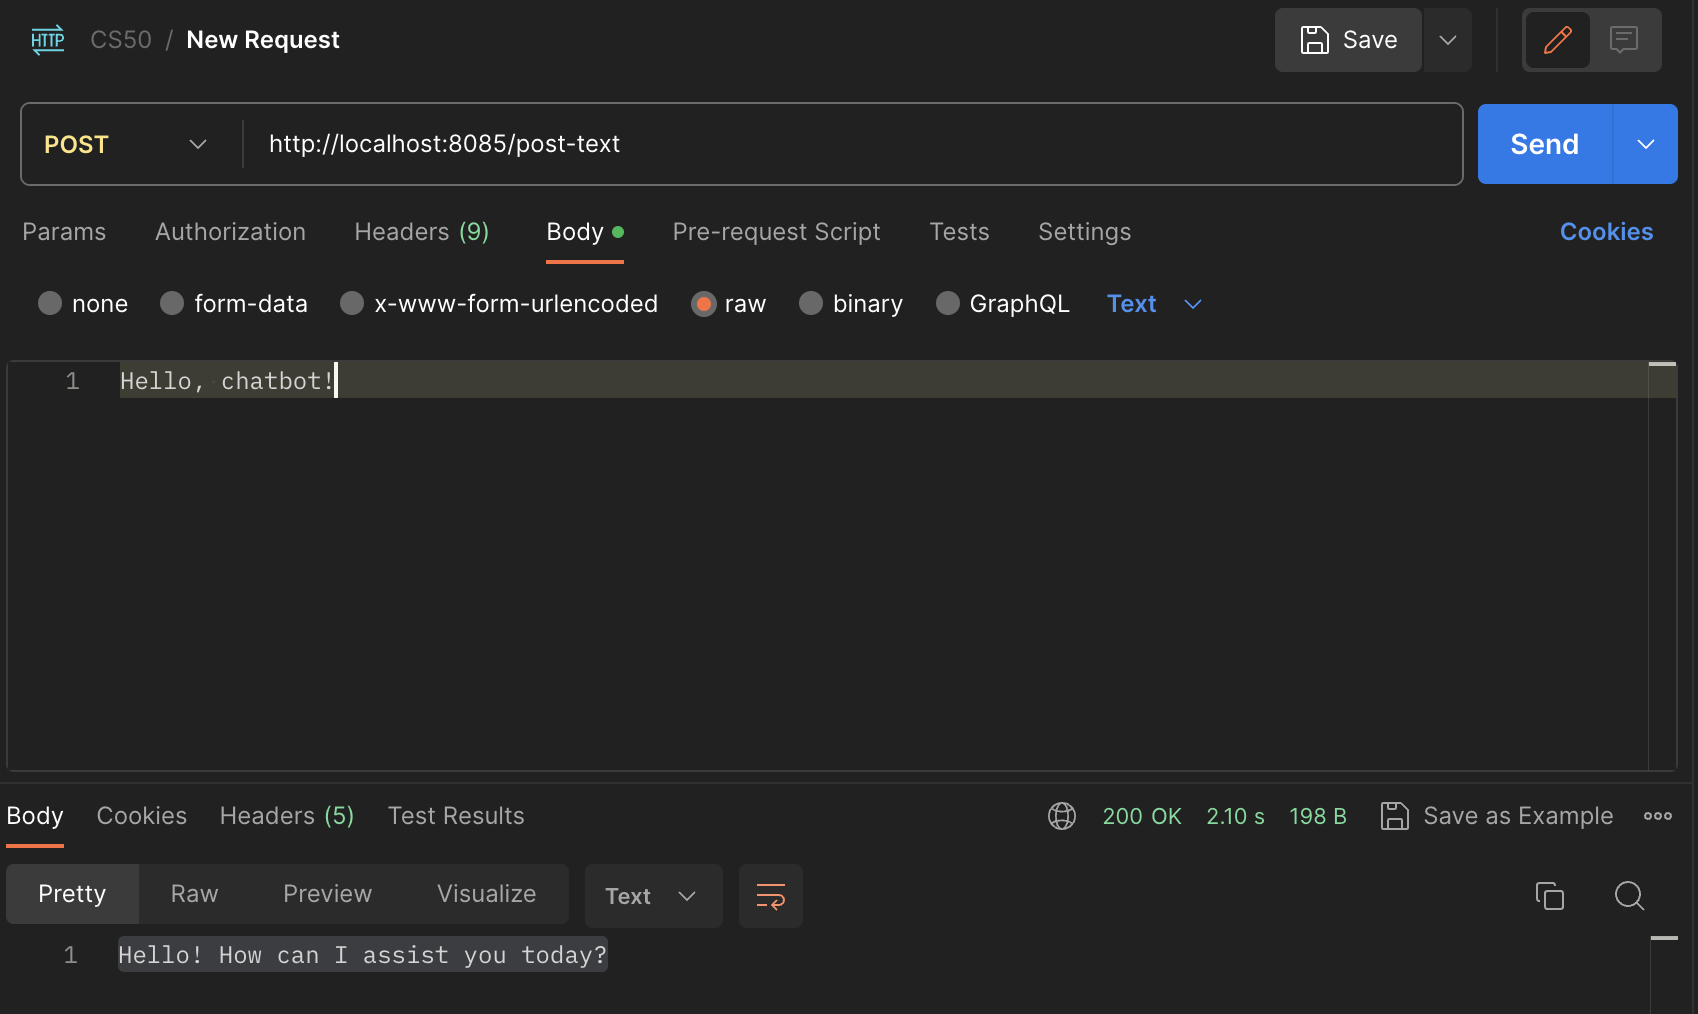 HTTP CS50 / New Request Save
POST http://localhost:8085/post-text Send
Params Authorization Headers (9) Body Pre-request Script Tests Settings Cookies
none form-data x-www-form-urlencoded raw binary GraphQL Text
1 Hello, chatbot!
Body Cookies Headers (5) Test Results 200 OK 2.10 s 198 B Save as Example
Pretty Raw Preview Visualize Text
1 Hello! How can I assist you today?